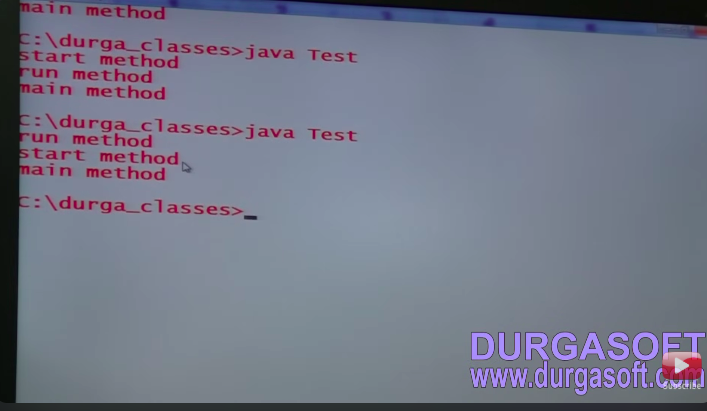 main method
C:\durga_classes>java Test
start method
run method
main method
C:\durga_classes>java Test
run method
start method
main method
C:\durga_classes>
DURGASOFT
www.durgasoft.com
SUBSCRIBE